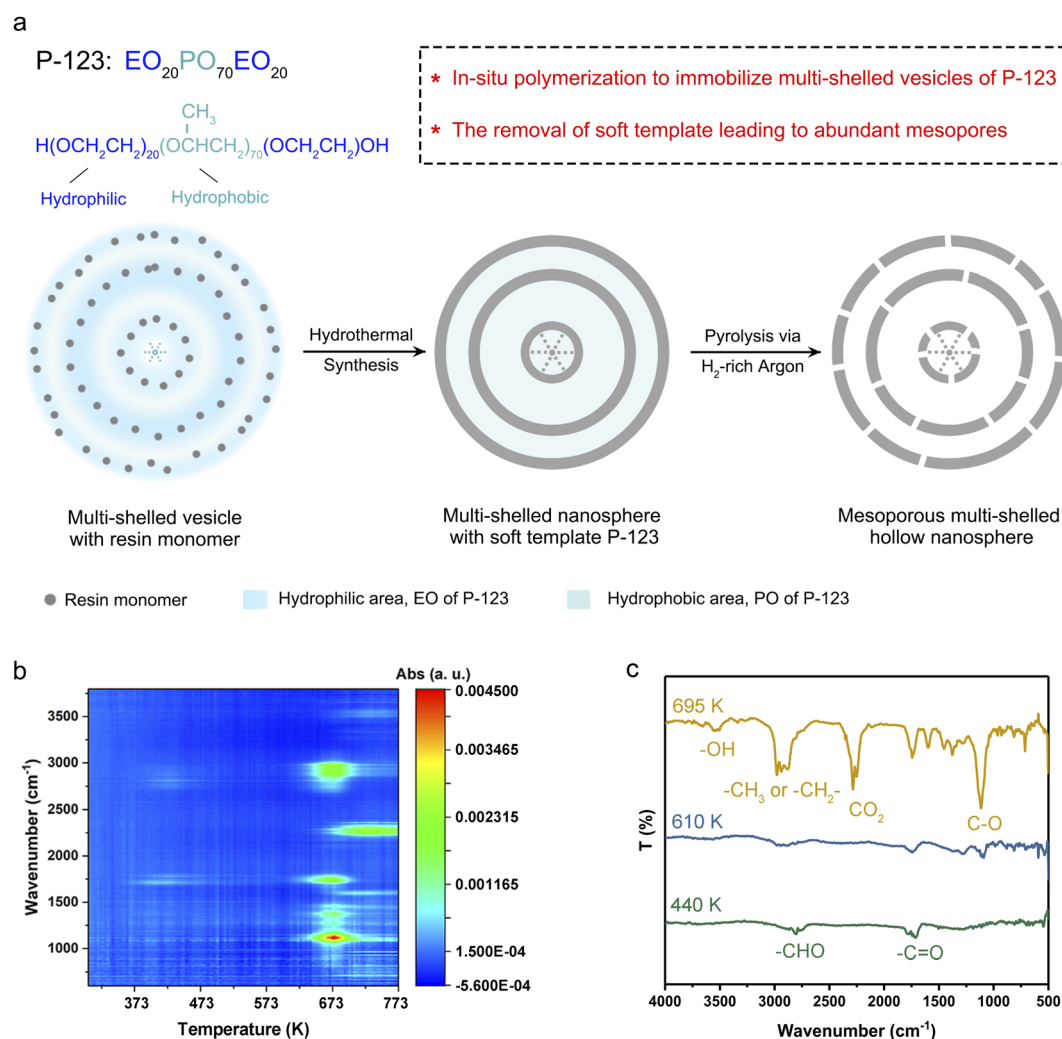 a
P-123: EO₂₀PO₇₀EO₂₀
* In-situ polymerization to immobilize multi-shelled vesicles of P-123
* The removal of soft template leading to abundant mesopores
CH₃
H(OCH₂CH₂)₂₀(OCHCH₂)₇₀(OCH₂CH₂)OH
Hydrophilic
Hydrophobic
Hydrothermal
Synthesis
Pyrolysis via
H₂-rich Argon
Multi-shelled vesicle
with resin monomer
Multi-shelled nanosphere
with soft template P-123
Mesoporous multi-shelled
hollow nanosphere
Resin monomer
Hydrophilic area, EO of P-123
Hydrophobic area, PO of P-123
b
Abs (a. u.)
0.004500
0.003465
0.002315
0.001165
1.500E-04
-5.600E-04
3500
3000
2500
2000
1750
1250
1000
Wavenumber (cm⁻¹)
373
473
573
673
773
Temperature (K)
c
695 K
-OH
-CH₃ or -CH₂-
CO₂
C-O
610 K
440 K
-CHO
-C=O
T (%)
4000
3000
2500
2000
1500
1000
500
Wavenumber (cm⁻¹)